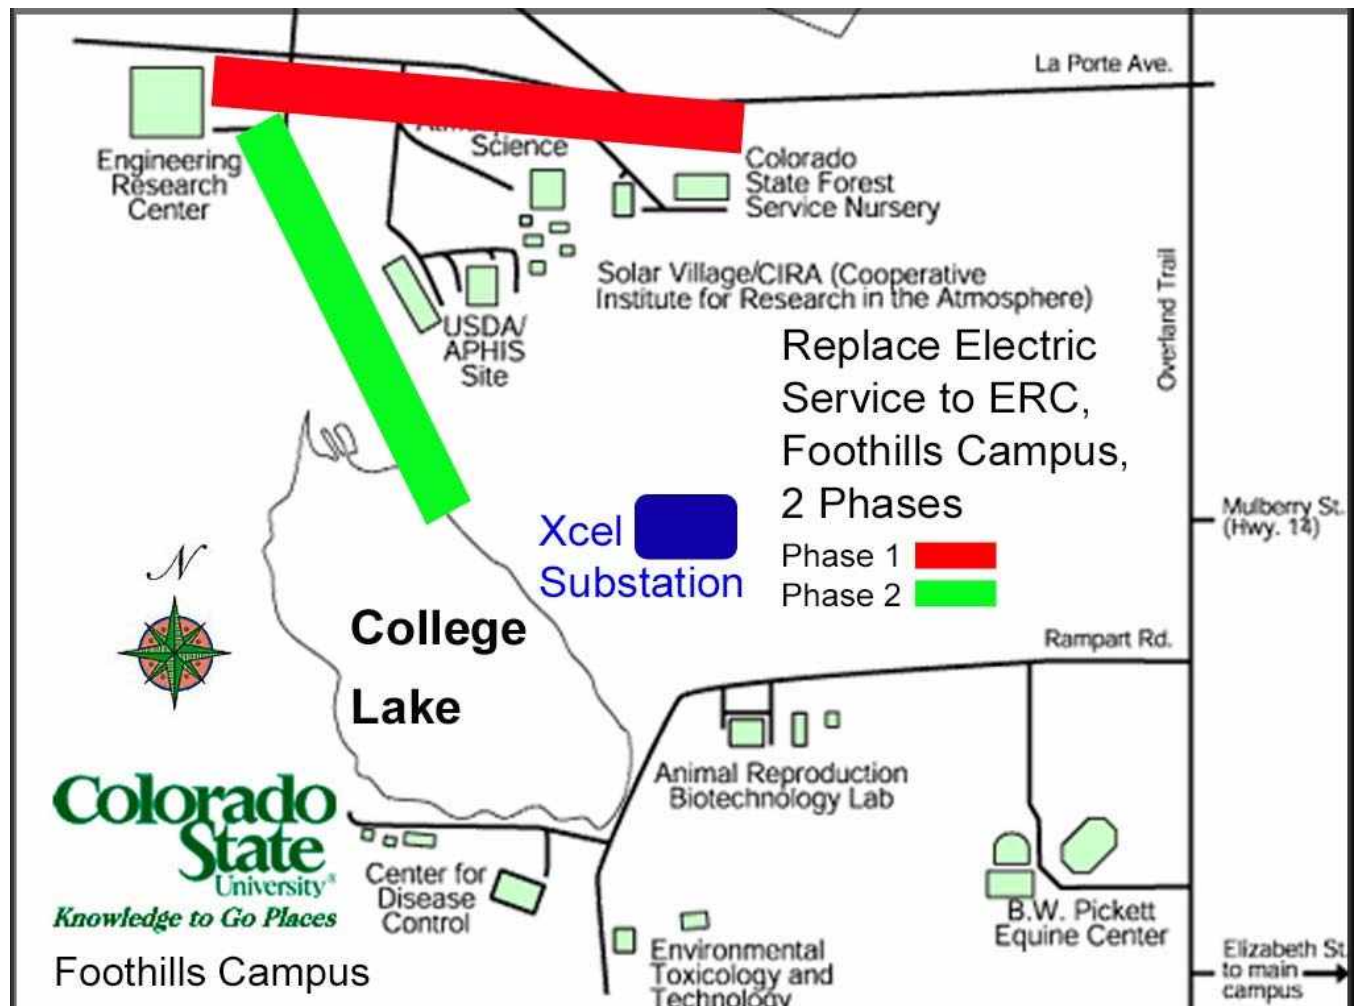 La Porte Ave.
Science
Engineering
Research
Center
Colorado
State Forest
Service Nursery
Solar Village/CIRA (Cooperative
Institute for Research in the Atmosphere)
USDA/
APHIS
Site
Overland Trail
Replace Electric
Service to ERC,
Foothills Campus,
2 Phases
Phase 1
Phase 2
Xcel
Substation
Mulberry St.
(Hwy. 14)
N
College
Lake
Rampart Rd.
Animal Reproduction
Biotechnology Lab
Colorado
State
University
Knowledge to Go Places
Foothills Campus
Center for
Disease
Control
B.W. Pickett
Equine Center
Environmental
Toxicology and
Technology
Elizabeth St.
to main
campus